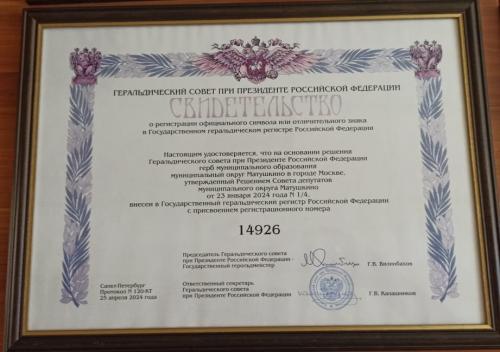 ГЕРАЛЬДИЧЕСКИЙ СОВЕТ ПРИ ПРЕЗИДЕНТЕ РОССИЙСКОЙ ФЕДЕРАЦИИ
СВИДЕТЕЛЬСТВО
о регистрации официального символа или отличительного знака
в Государственном геральдическом регистре Российской Федерации
Настоящим удостоверяется, что на основании решения
Геральдического совета при Президенте Российской Федерации
герб муниципального образования
муниципальный округ Матушкино в городе Москве,
утвержденный Решением Совета депутатов
муниципального округа Матушкино
от 23 января 2024 года N 1/4,
внесен в Государственный геральдический регистр Российской Федерации
с присвоением регистрационного номера
14926
Председатель Геральдического совета
при Президенте Российской Федерации -
Государственный герольдмейстер
Г.В. Вилинбахов
Санкт-Петербург
Протокол N 120-КТ
25 апреля 2024 года
Ответственный секретарь
Геральдического совета
при Президенте Российской Федерации
Г.В. Калашников